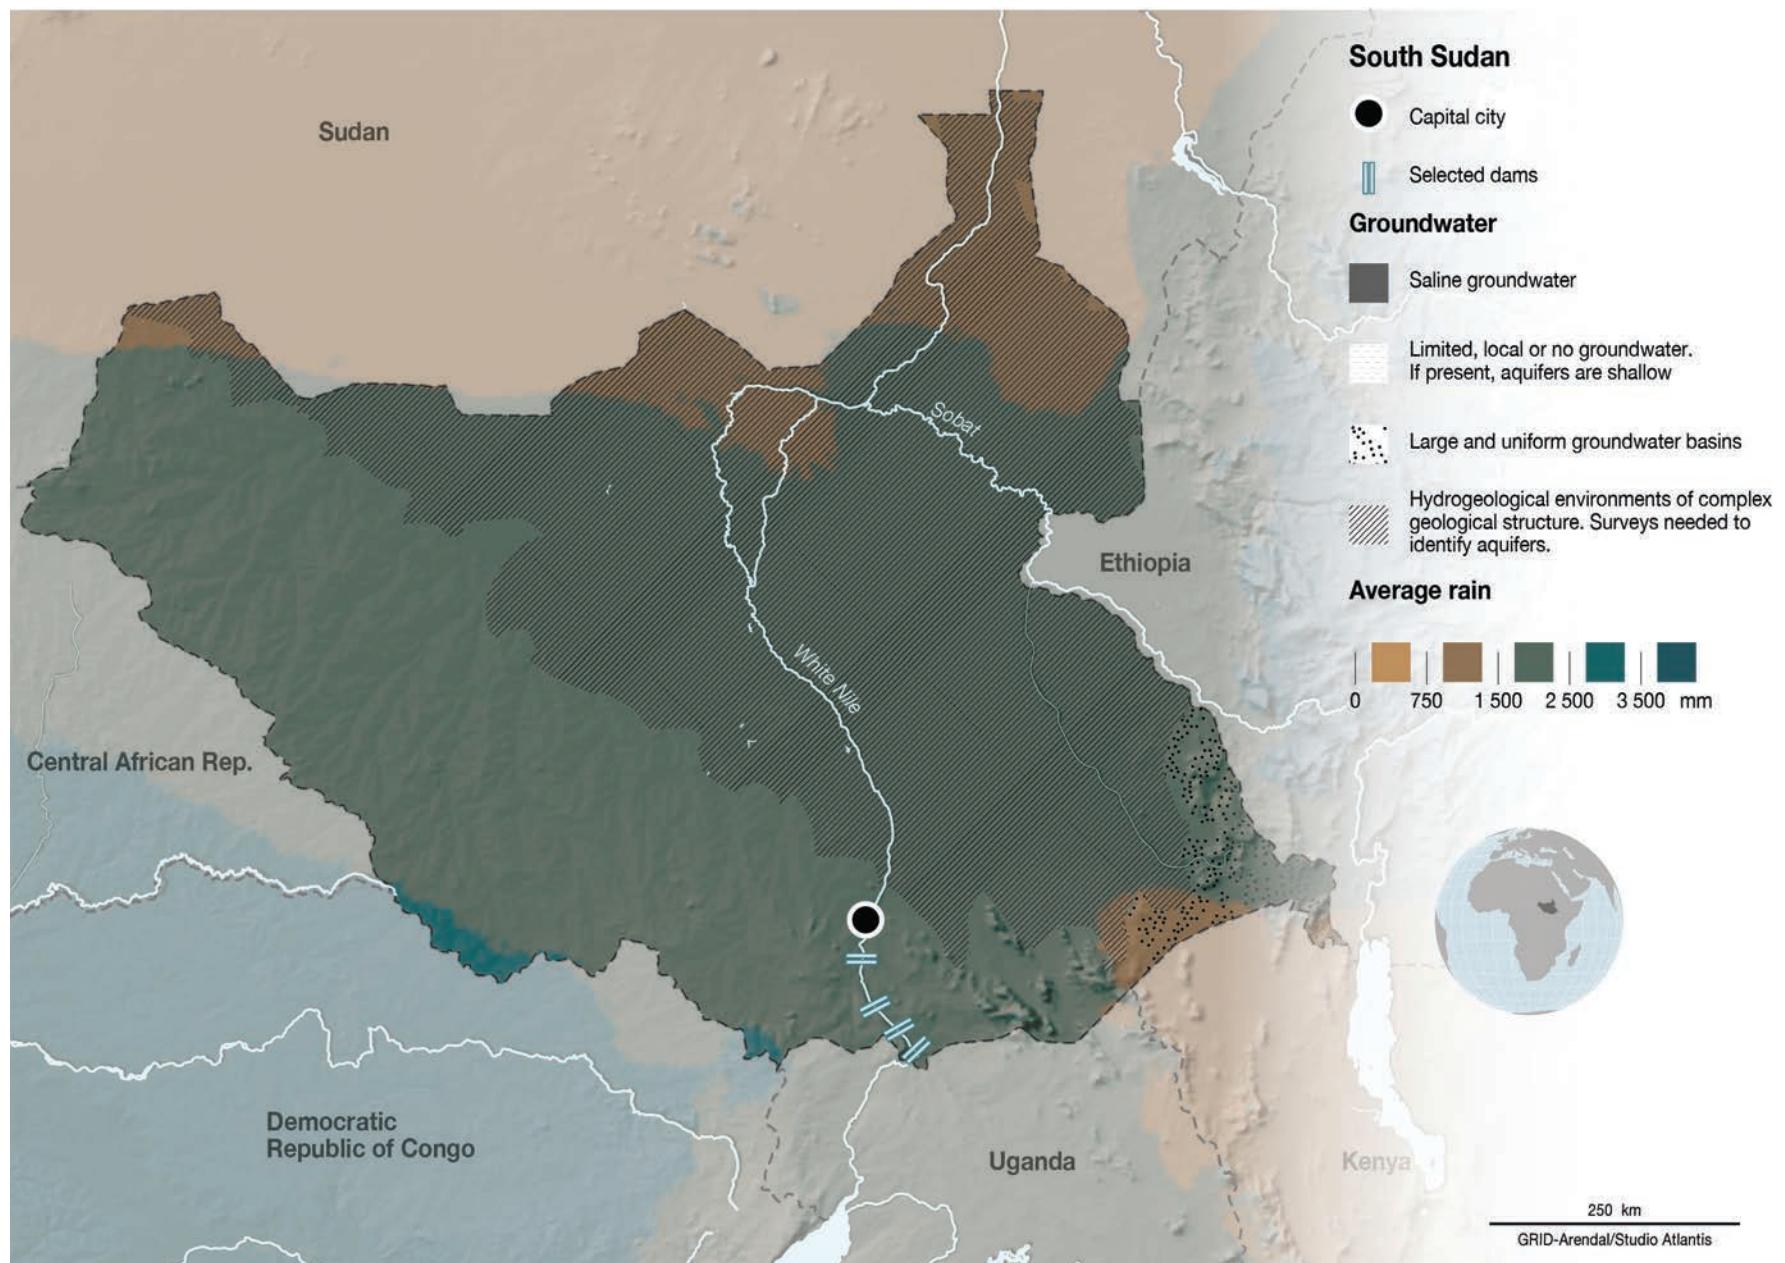 Sudan
Sobat
Ethiopia
White Nile
Central African Rep.
Democratic
Republic of Congo
Uganda
Kenya
South Sudan
Capital city
Selected dams
Groundwater
Saline groundwater
Limited, local or no groundwater.
If present, aquifers are shallow
Large and uniform groundwater basins
Hydrogeological environments of complex
geological structure. Surveys needed to
identify aquifers.
Average rain
0 750 1 500 2 500 3 500 mm
250 km
GRID-Arendal/Studio Atlantis